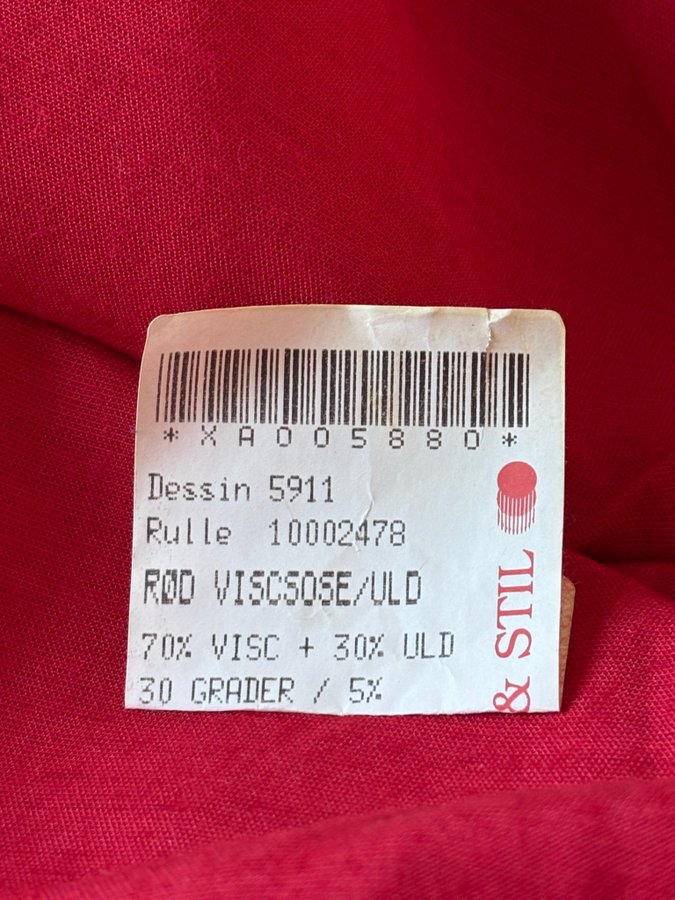 *XA005880*
Dessin 5911
Rulle 10002478
RØD VISCSOSE/ULD
70% VISC + 30% ULD
30 GRADER / 5%
& STIL